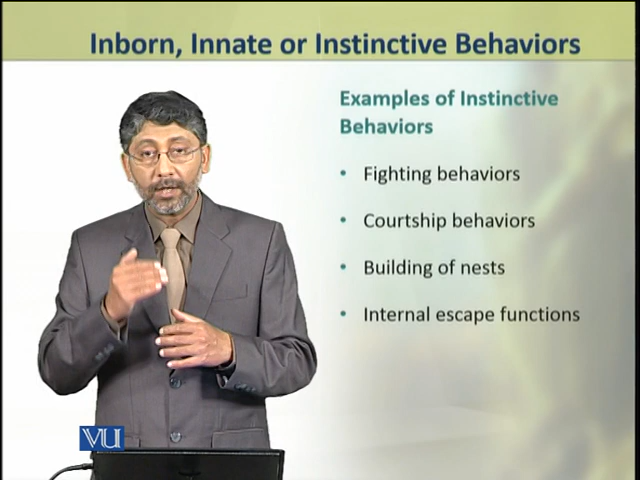 Inborn, Innate or Instinctive Behaviors
Examples of Instinctive
Behaviors
• Fighting behaviors
• Courtship behaviors
• Building of nests
• Internal escape functions
VU